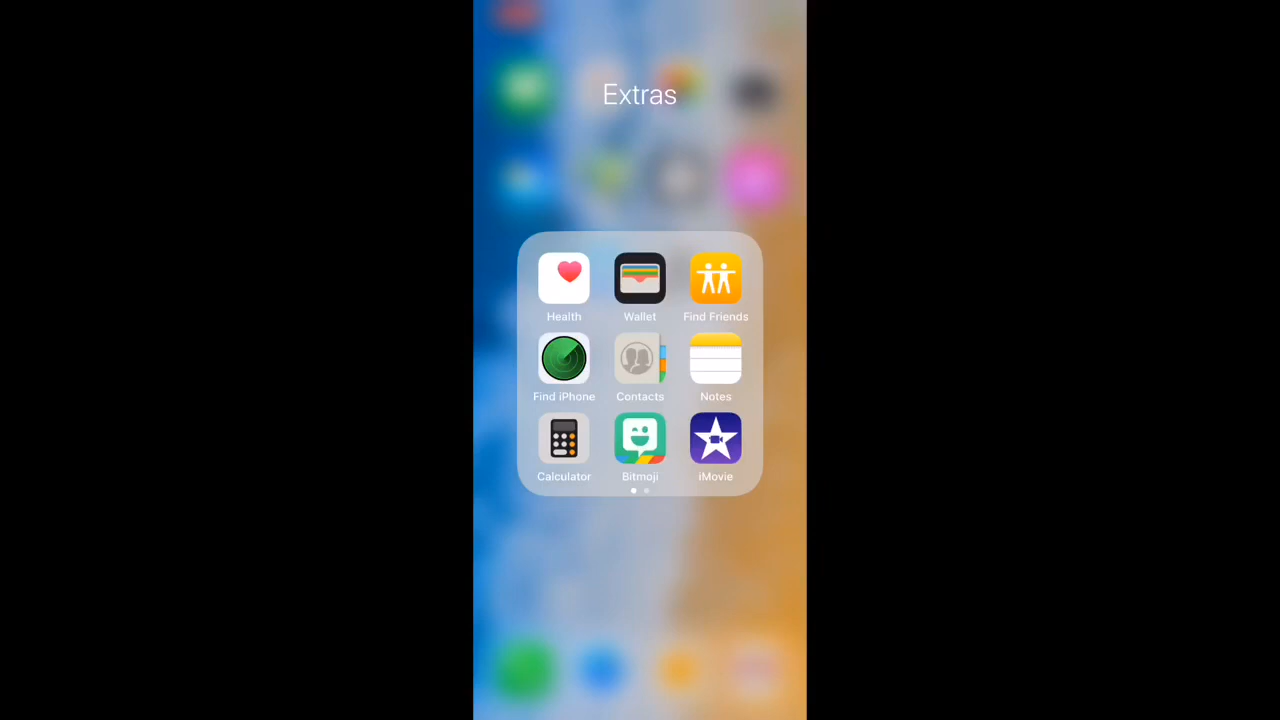 Extras
Health Wallet Find Friends
Find iPhone Contacts Notes
Calculator Bitmoji iMovie